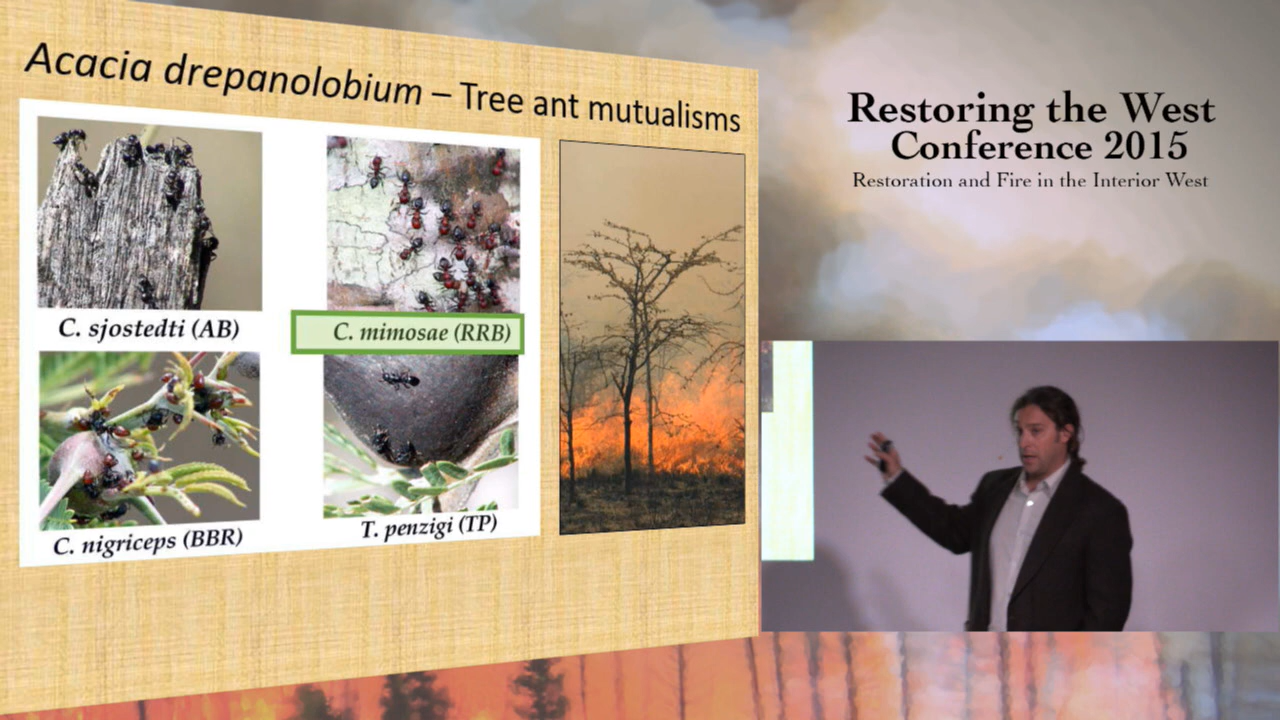 Acacia drepanolobium – Tree ant mutualisms
C. sjostedti (AB)
C. mimosae (RRB)
C. nigriceps (BBR)
T. penzigi (TP)
Restoring the West
Conference 2015
Restoration and Fire in the Interior West